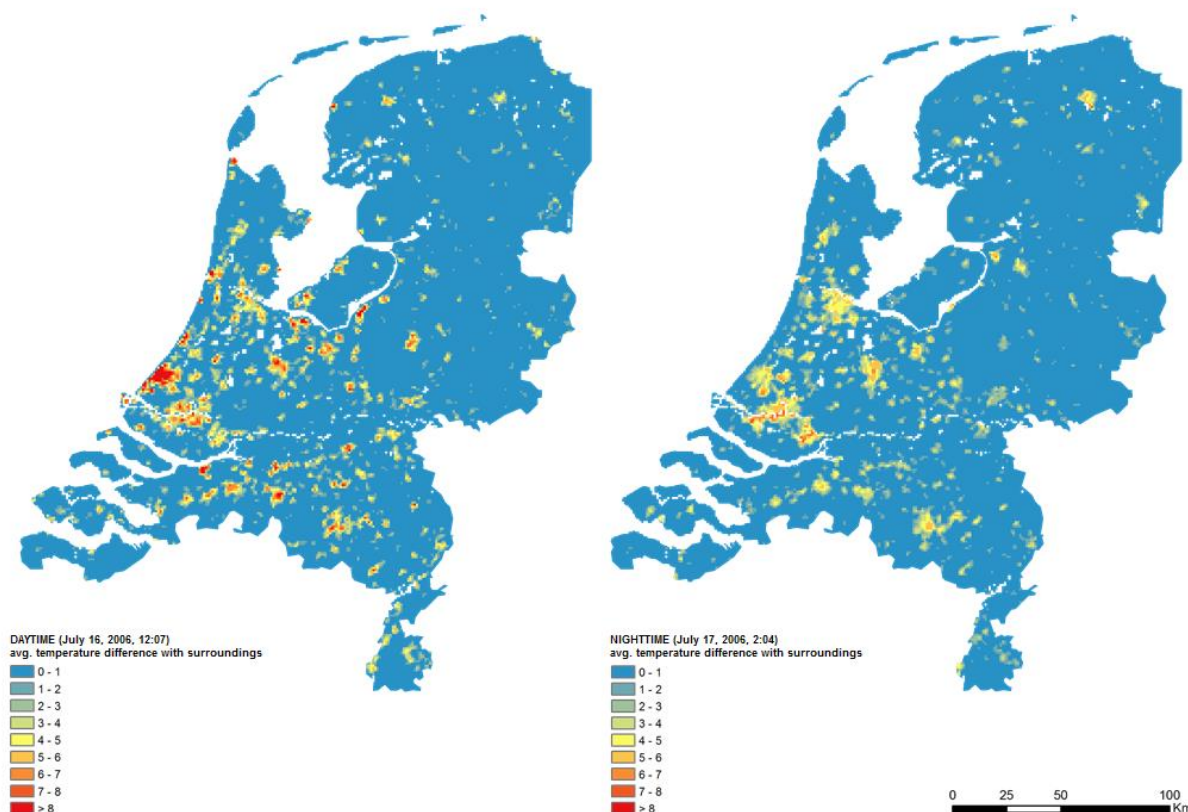 DAYTIME (July 16, 2006, 12:07)
avg. temperature difference with surroundings
0 - 1
1 - 2
2 - 3
3 - 4
4 - 5
5 - 6
6 - 7
7 - 8
> 8
NIGHTTIME (July 17, 2006, 2:04)
avg. temperature difference with surroundings
0 - 1
1 - 2
2 - 3
3 - 4
4 - 5
5 - 6
6 - 7
7 - 8
> 8
0 25 50 100
Km